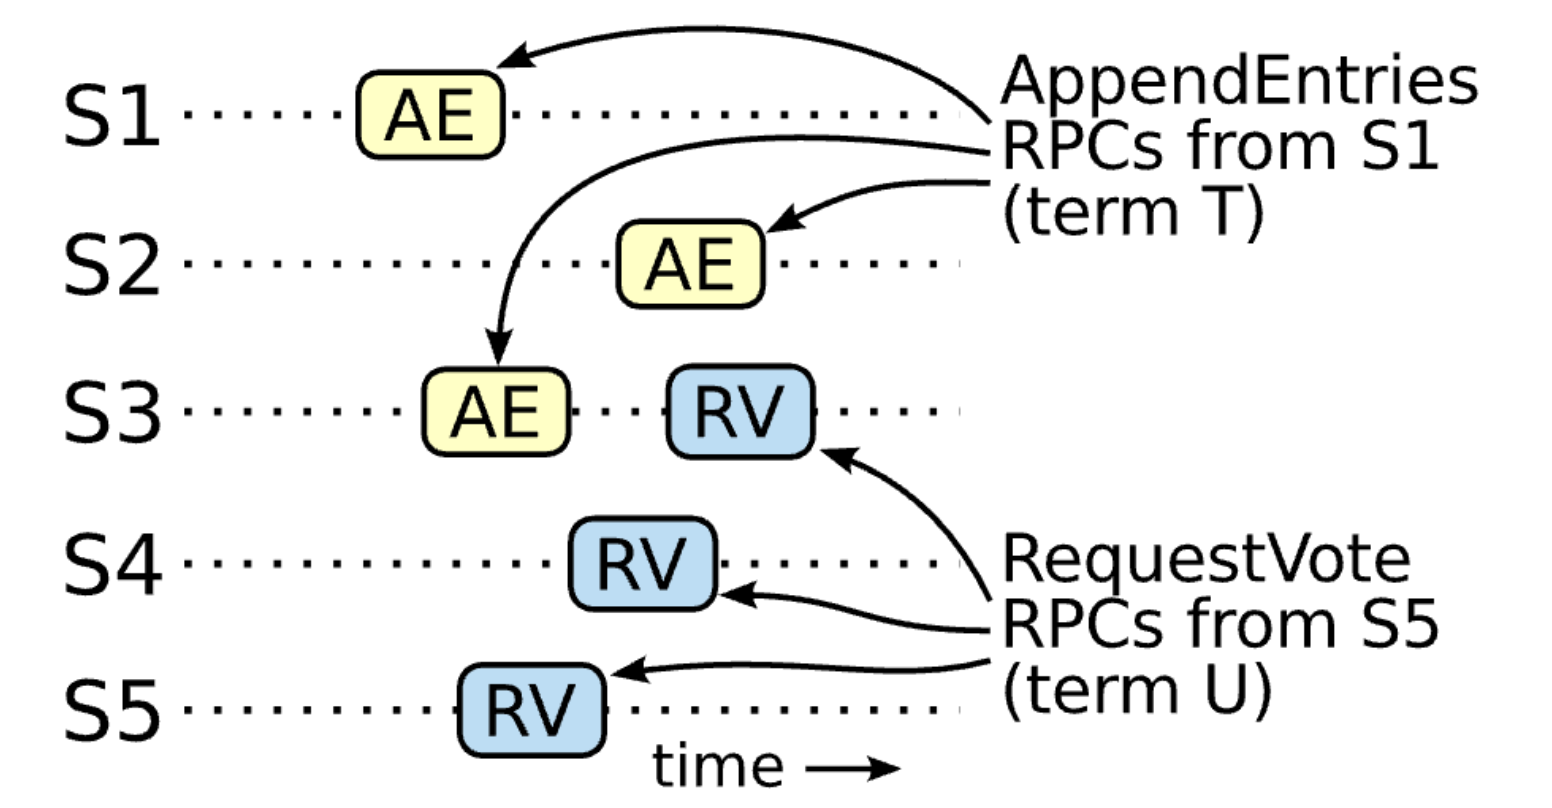 S1 AE
AppendEntries
RPCs from S1
(term T)
S2 AE
S3 AE RV
S4 RV
RequestVote
RPCs from S5
(term U)
S5 RV
time